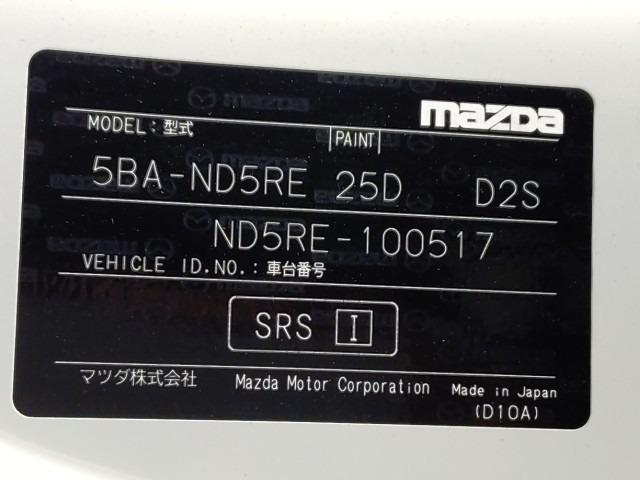 mazda
MODEL：型式 PAINT
5BA-ND5RE 25D D2S
ND5RE-100517
VEHICLE ID.NO.：車台番号
SRS I
マツダ株式会社 Mazda Motor Corporation Made in Japan
(D10A)